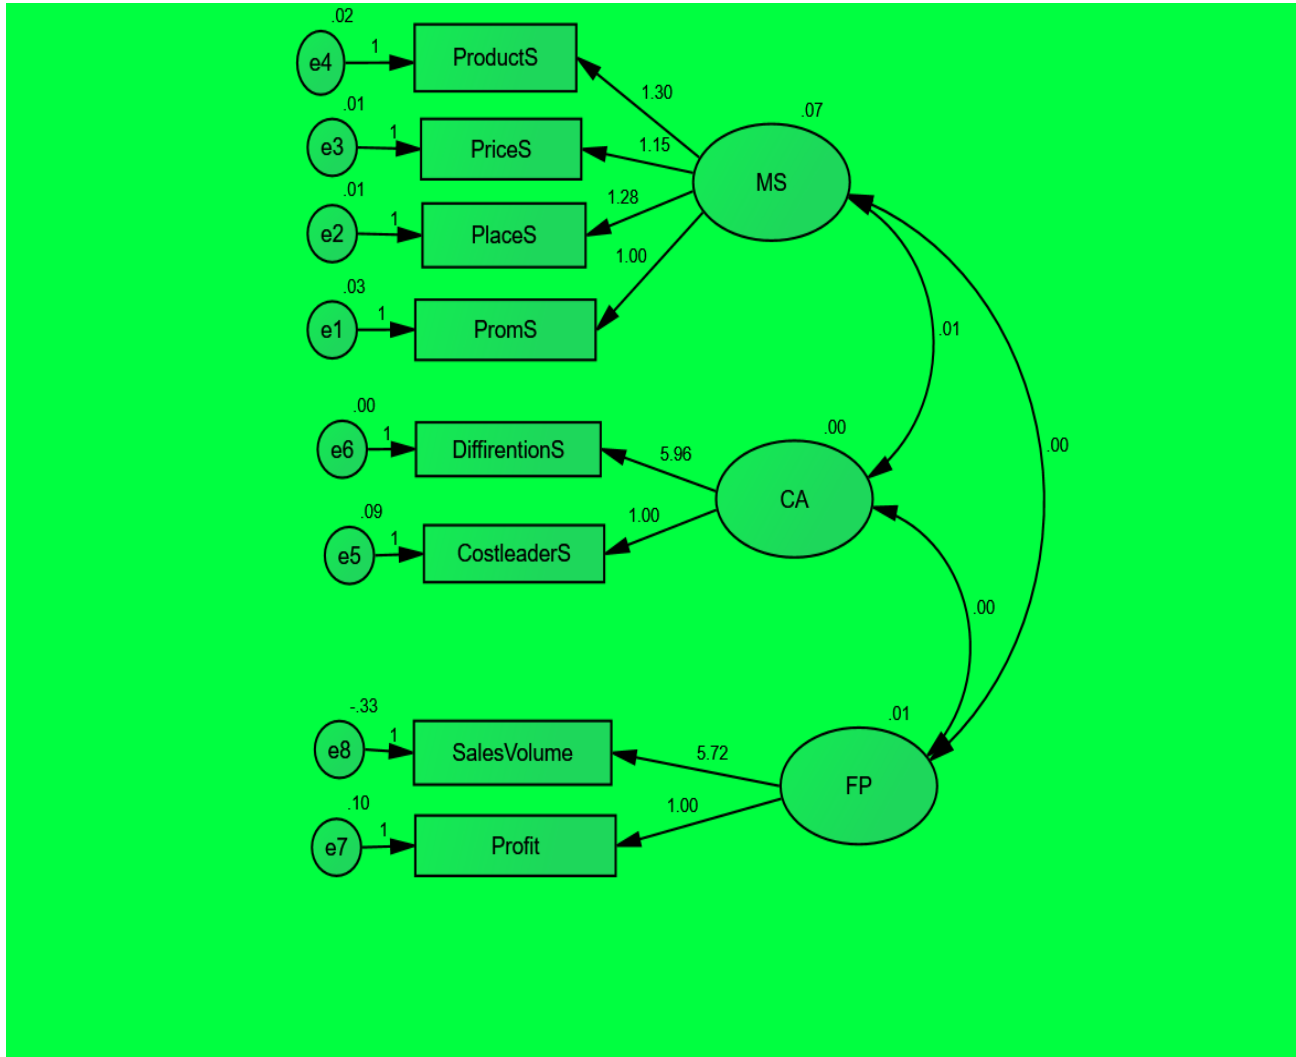 .02
e4 1 ProductS
1.30
.07
.01
e3 1 PriceS
1.15
MS
.01
e2 1 PlaceS
1.28
1.00
.03
e1 1 PromS
.01
.00
e6 1 DiffirentionS
5.96
.00
.00
CA
.09
e5 1 CostleaderS
1.00
.00
-.33
e8 1 SalesVolume
5.72
.01
FP
.10
e7 1 Profit
1.00